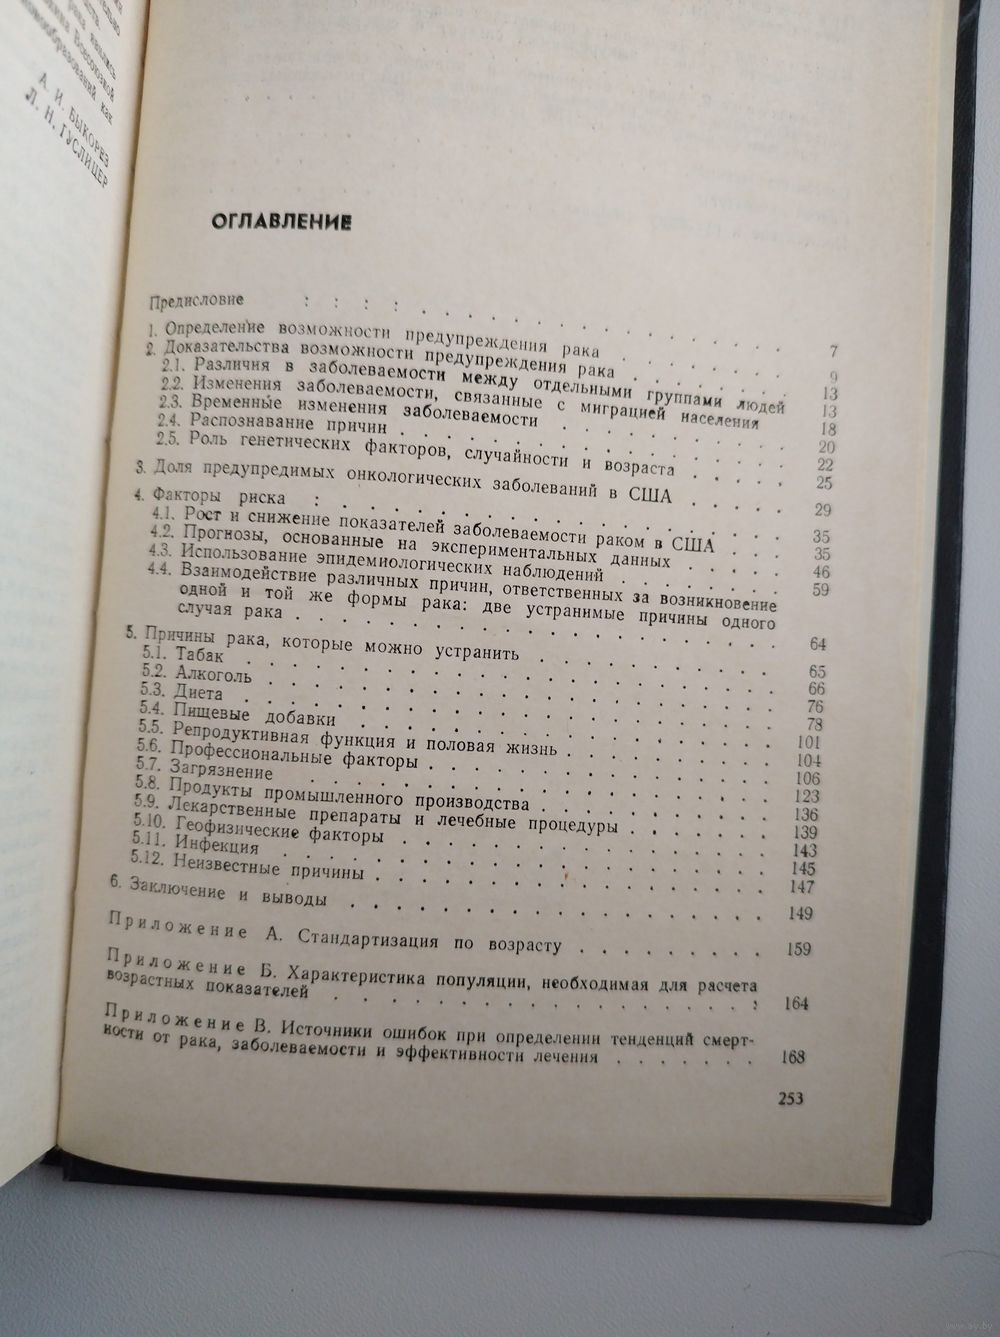 А. И. БЫКОРЕЗ
Л. Н. ГУСЛИЦЕР
ОГЛАВЛЕНИЕ
Предисловие : : : : . . . . . . . . . . 7
1. Определение возможности предупреждения рака . . . . . . 9
2. Доказательства возможности предупреждения рака . . . . . . 13
2.1. Различия в заболеваемости между отдельными группами людей 13
2.2. Изменения заболеваемости, связанные с миграцией населения 18
2.3. Временные изменения заболеваемости . . . . . . . . 20
2.4. Распознавание причин . . . . . . . . . . . . 22
2.5. Роль генетических факторов, случайности и возраста . . . . 25
3. Доля предупредимых онкологических заболеваний в США . . . . . 29
4. Факторы риска : . . . . . . . . . . . . . . 35
4.1. Рост и снижение показателей заболеваемости раком в США . . . 35
4.2. Прогнозы, основанные на экспериментальных данных . . . . 46
4.3. Использование эпидемиологических наблюдений . . . . . . 59
4.4. Взаимодействие различных причин, ответственных за возникновение
одной и той же формы рака: две устранимые причины одного
случая рака . . . . . . . . . . . . . . . . 64
5. Причины рака, которые можно устранить . . . . . . . . 65
5.1. Табак . . . . . . . . . . . . . . . . . 66
5.2. Алкоголь . . . . . . . . . . . . . . . . 76
5.3. Диета . . . . . . . . . . . . . . . . . 78
5.4. Пищевые добавки . . . . . . . . . . . . . 101
5.5. Репродуктивная функция и половая жизнь . . . . . . . 104
5.6. Профессиональные факторы . . . . . . . . . . . 106
5.7. Загрязнение . . . . . . . . . . . . . . . 123
5.8. Продукты промышленного производства . . . . . . . . 136
5.9. Лекарственные препараты и лечебные процедуры . . . . . . 139
5.10. Геофизические факторы . . . . . . . . . . . . 143
5.11. Инфекция . . . . . . . . . . . . . . . . 145
5.12. Неизвестные причины . . . . . . . . . . . . 147
6. Заключение и выводы . . . . . . . . . . . . . 149
Приложение А. Стандартизация по возрасту . . . . . . . . 159
Приложение Б. Характеристика популяции, необходимая для расчета
возрастных показателей . . . . . . . . . . . . . : 164
Приложение В. Источники ошибок при определении тенденций смерт-
ности от рака, заболеваемости и эффективности лечения . . . . . . 168
253
www.ay.by